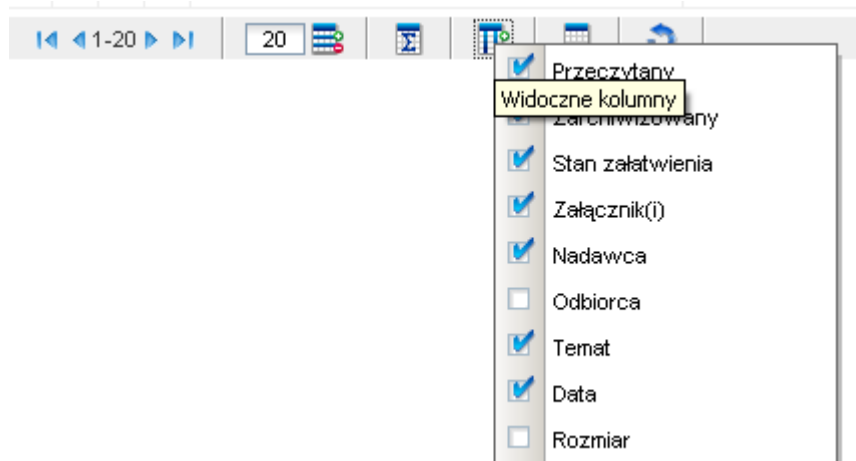 1-20
20
Σ
Przeczytany
Widoczne kolumny
Zarchiwizowany
Stan załatwienia
Załącznik(i)
Nadawca
Odbiorca
Temat
Data
Rozmiar